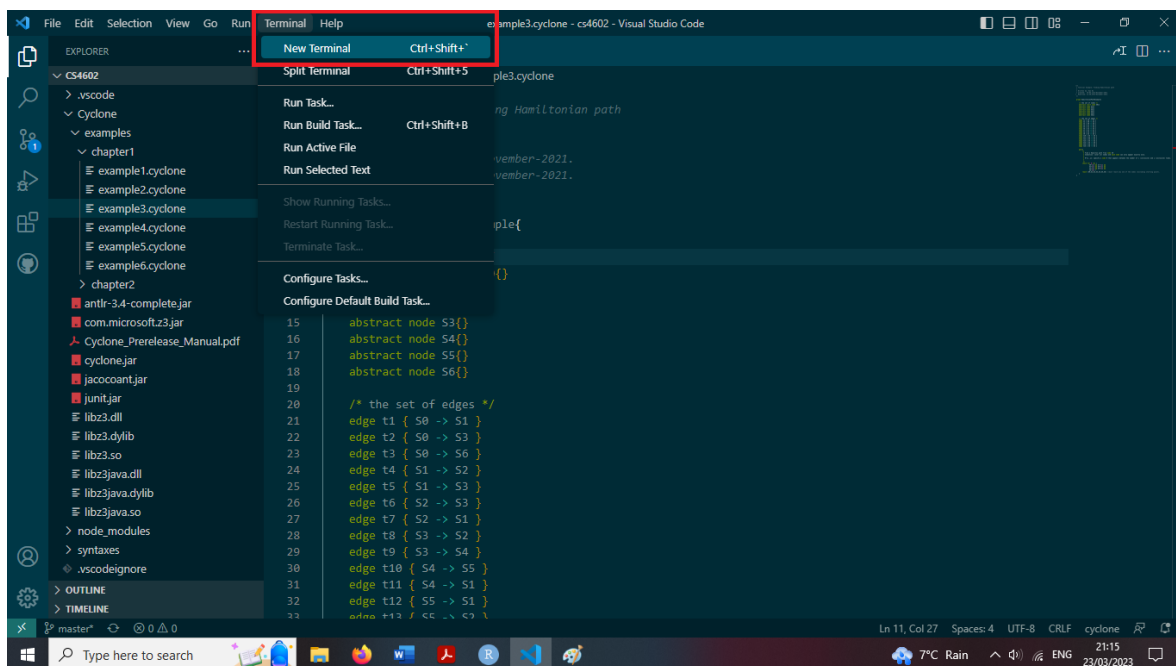 File Edit Selection View Go Run Terminal Help
example3.cyclone - cs4602 - Visual Studio Code
EXPLORER
CS4602
.vscode
Cyclone
examples
chapter1
example1.cyclone
example2.cyclone
example3.cyclone
example4.cyclone
example5.cyclone
example6.cyclone
chapter2
antlr-3.4-complete.jar
com.microsoft.z3.jar
Cyclone_Prerelease_Manual.pdf
cyclone.jar
jacocoant.jar
junit.jar
libz3.dll
libz3.dylib
libz3.so
libz3java.dll
libz3java.dylib
libz3java.so
node_modules
syntaxes
.vscodeignore
OUTLINE
TIMELINE
New Terminal Ctrl+Shift+`
Split Terminal Ctrl+Shift+5
Run Task...
Run Build Task... Ctrl+Shift+B
Run Active File
Run Selected Text
Show Running Tasks...
Restart Running Task...
Terminate Task...
Configure Tasks...
Configure Default Build Task...
ple3.cyclone
ng Hamiltonian path
vember-2021.
vember-2021.
ple{
{}
15 abstract node S3{}
16 abstract node S4{}
17 abstract node S5{}
18 abstract node S6{}
19
20 /* the set of edges */
21 edge t1 { S0 -> S1 }
22 edge t2 { S0 -> S3 }
23 edge t3 { S0 -> S6 }
24 edge t4 { S1 -> S2 }
25 edge t5 { S1 -> S3 }
26 edge t6 { S2 -> S3 }
27 edge t7 { S2 -> S1 }
28 edge t8 { S3 -> S2 }
29 edge t9 { S3 -> S4 }
30 edge t10 { S4 -> S5 }
31 edge t11 { S4 -> S1 }
32 edge t12 { S5 -> S1 }
33 edge t13 { S5 -> S2 }
master* 0 0
Ln 11, Col 27 Spaces: 4 UTF-8 CRLF cyclone
Type here to search
7°C Rain ENG
21:15
23/03/2023